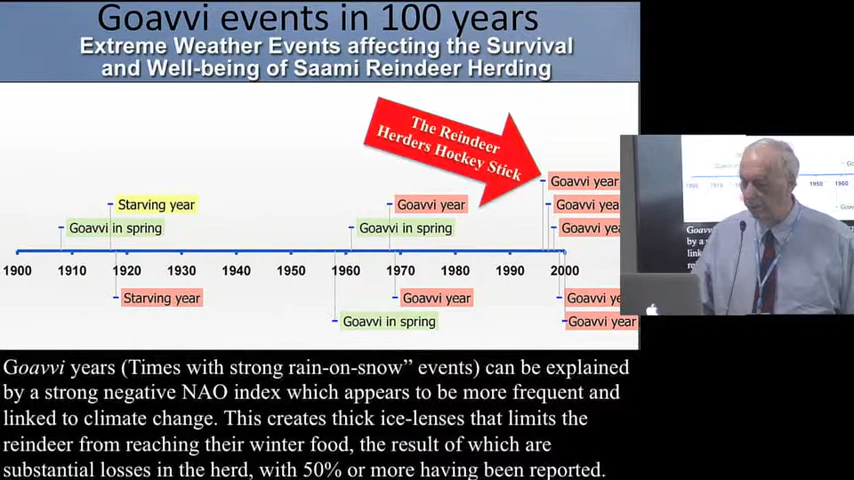 Goavvi events in 100 years
Extreme Weather Events affecting the Survival
and Well-being of Saami Reindeer Herding
The Reindeer
Herders Hockey Stick
Goavvi year
Starving year
Goavvi year
Goavvi year
Goavvi in spring
Goavvi in spring
Goavvi year
1900 1910 1920 1930 1940 1950 1960 1970 1980 1990 2000
Starving year
Goavvi year
Goavvi ye
Goavvi in spring
Goavvi year
Goavvi years (Times with strong rain-on-snow” events) can be explained
by a strong negative NAO index which appears to be more frequent and
linked to climate change. This creates thick ice-lenses that limits the
reindeer from reaching their winter food, the result of which are
substantial losses in the herd, with 50% or more having been reported.
1950 1960